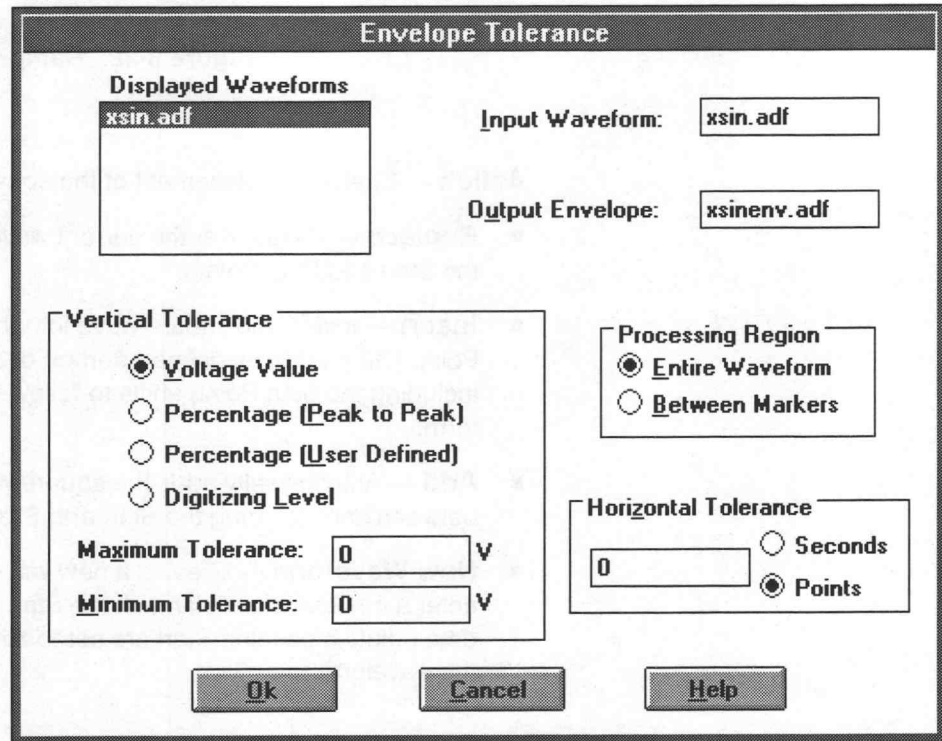 Envelope Tolerance
Displayed Waveforms
xsin.adf
Input Waveform: xsin.adf
Output Envelope: xsinenv.adf
Vertical Tolerance
Voltage Value
Percentage (Peak to Peak)
Percentage (User Defined)
Digitizing Level
Maximum Tolerance: 0 V
Minimum Tolerance: 0 V
Processing Region
Entire Waveform
Between Markers
Horizontal Tolerance
0
Seconds
Points
Ok Cancel Help